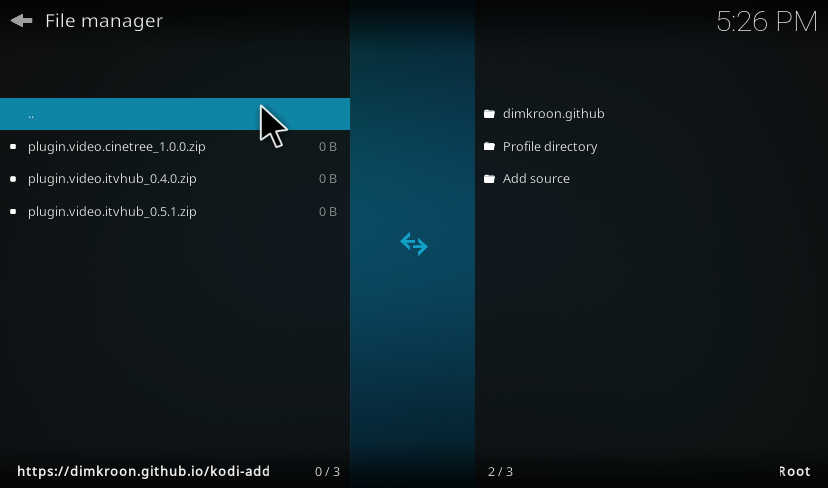 File manager
5:26 PM
..
plugin.video.cinetree_1.0.0.zip 0 B
plugin.video.itvhub_0.4.0.zip 0 B
plugin.video.itvhub_0.5.1.zip 0 B
dimkroon.github
Profile directory
Add source
https://dimkroon.github.io/kodi-add 0 / 3
2 / 3 Root